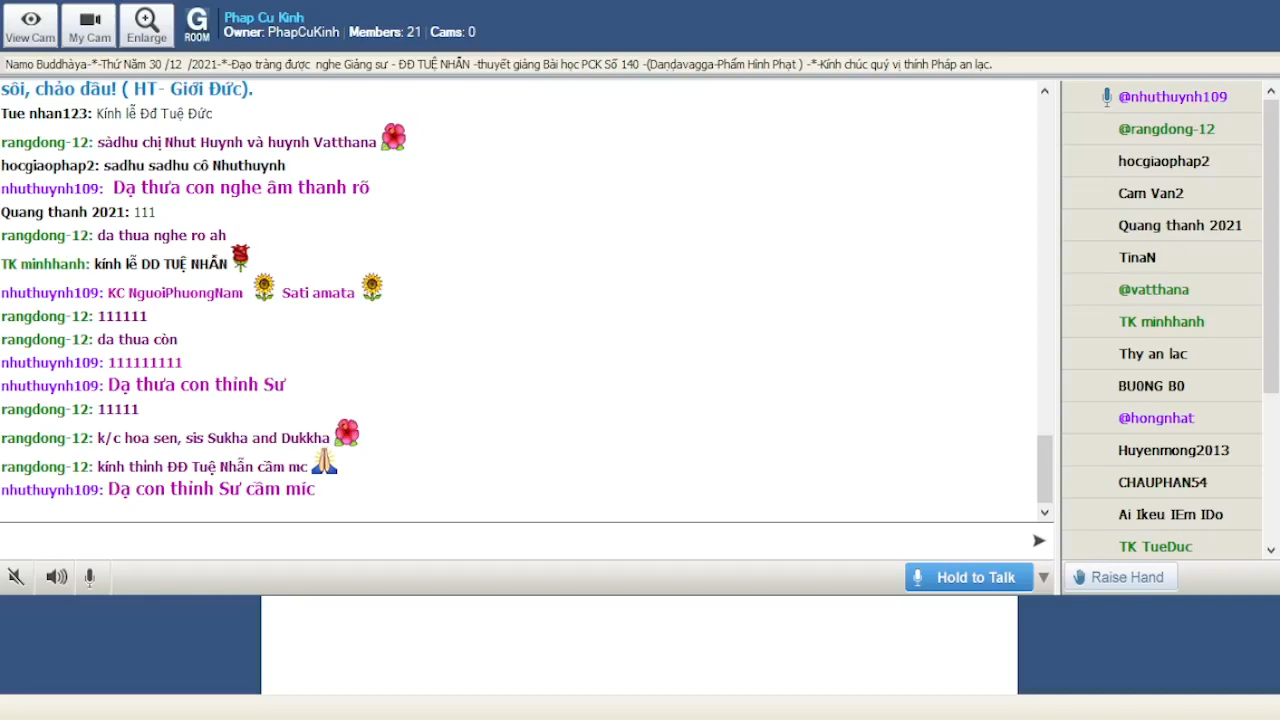 View Cam
My Cam
Enlarge
G
ROOM
Phap Cu Kinh
Owner: PhapCuKinh | Members: 21 | Cams: 0
Namo Buddhàya-*-Thứ Năm 30 /12 /2021-*-Đạo tràng được nghe Giảng sư - ĐĐ TUỆ NHẪN -thuyết giảng Bài học PCK Số 140 -(Daṇḍavagga-Phẩm Hình Phạt ) -*-Kính chúc quý vị thính Pháp an lạc.
sôi, chảo dầu! ( HT- Giới Đức).
Tue nhan123: Kính lễ Đđ Tuệ Đức
rangdong-12: sàdhu chị Nhut Huynh và huynh Vatthana
hocgiaophap2: sadhu sadhu cô Nhuthuynh
nhuthuynh109: Dạ thưa con nghe âm thanh rõ
Quang thanh 2021: 111
rangdong-12: da thua nghe ro ah
TK minhhanh: kính lễ DD TUỆ NHẪN
nhuthuynh109: KC NguoiPhuongNam Sati amata
rangdong-12: 111111
rangdong-12: da thua còn
nhuthuynh109: 111111111
nhuthuynh109: Dạ thưa con thỉnh Sư
rangdong-12: 11111
rangdong-12: k/c hoa sen, sis Sukha and Dukkha
rangdong-12: kính thỉnh ĐĐ Tuệ Nhẫn cầm mc
nhuthuynh109: Dạ con thỉnh Sư cầm míc
@nhuthuynh109
@rangdong-12
hocgiaophap2
Cam Van2
Quang thanh 2021
TinaN
@vatthana
TK minhhanh
Thy an lac
BU0NG B0
@hongnhat
Huyenmong2013
CHAUPHAN54
Ai Ikeu IEm IDo
TK TueDuc
Hold to Talk
Raise Hand